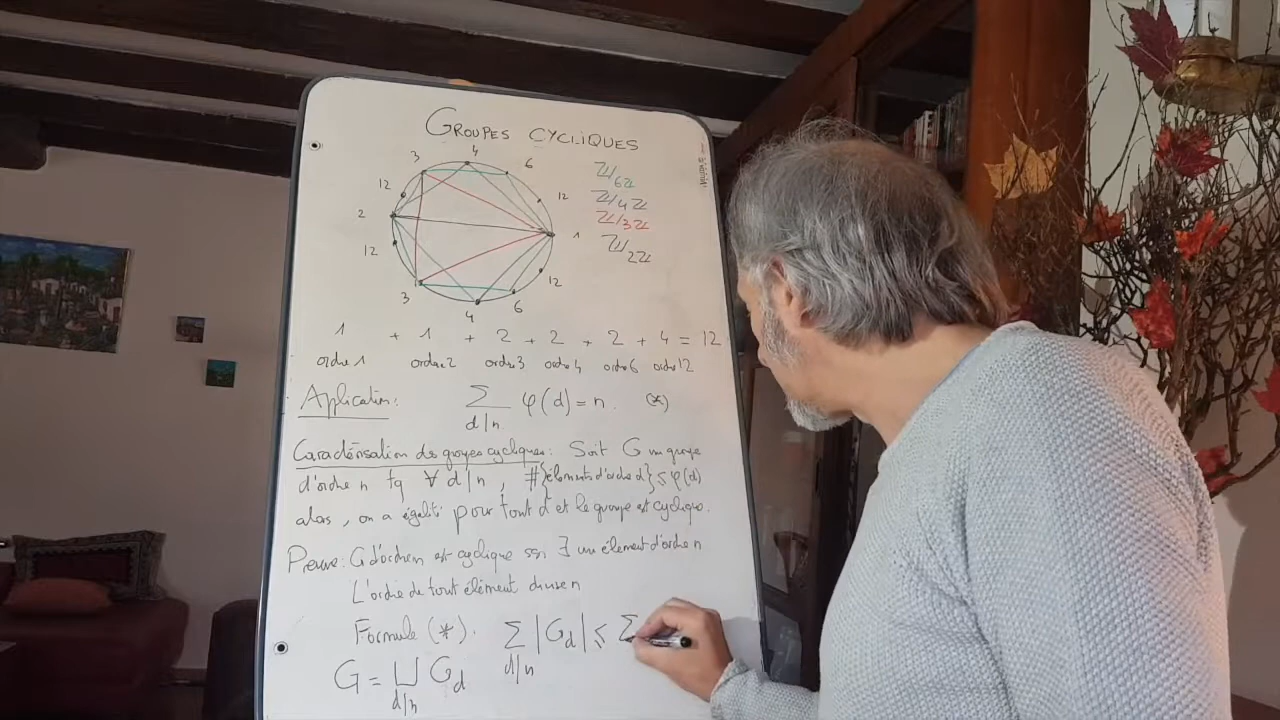 GROUPES CYCLIQUES
3 4 6
12 12
2 1
12 12
3 4 6
Z/6Z
Z/4Z
Z/3Z
Z/2Z
1 + 1 + 2 + 2 + 2 + 4 = 12
ordre 1 ordre 2 ordre 3 ordre 4 ordre 6 ordre 12
Application: ∑ φ(d) = n. (*)
d|n
Caractérisation des groupes cycliques: Soit G un groupe
d'ordre n tq ∀ d|n, #{éléments d'ordre d} ≤ φ(d)
alors, on a égalité pour tout d et le groupe est cyclique.
Preuve: G d'ordre n est cyclique ssi ∃ un élément d'ordre n
L'ordre de tout élément divise n
Formule (*). ∑ |G_d| ≤ ∑
d|n
G = ⊔ G_d
d|n